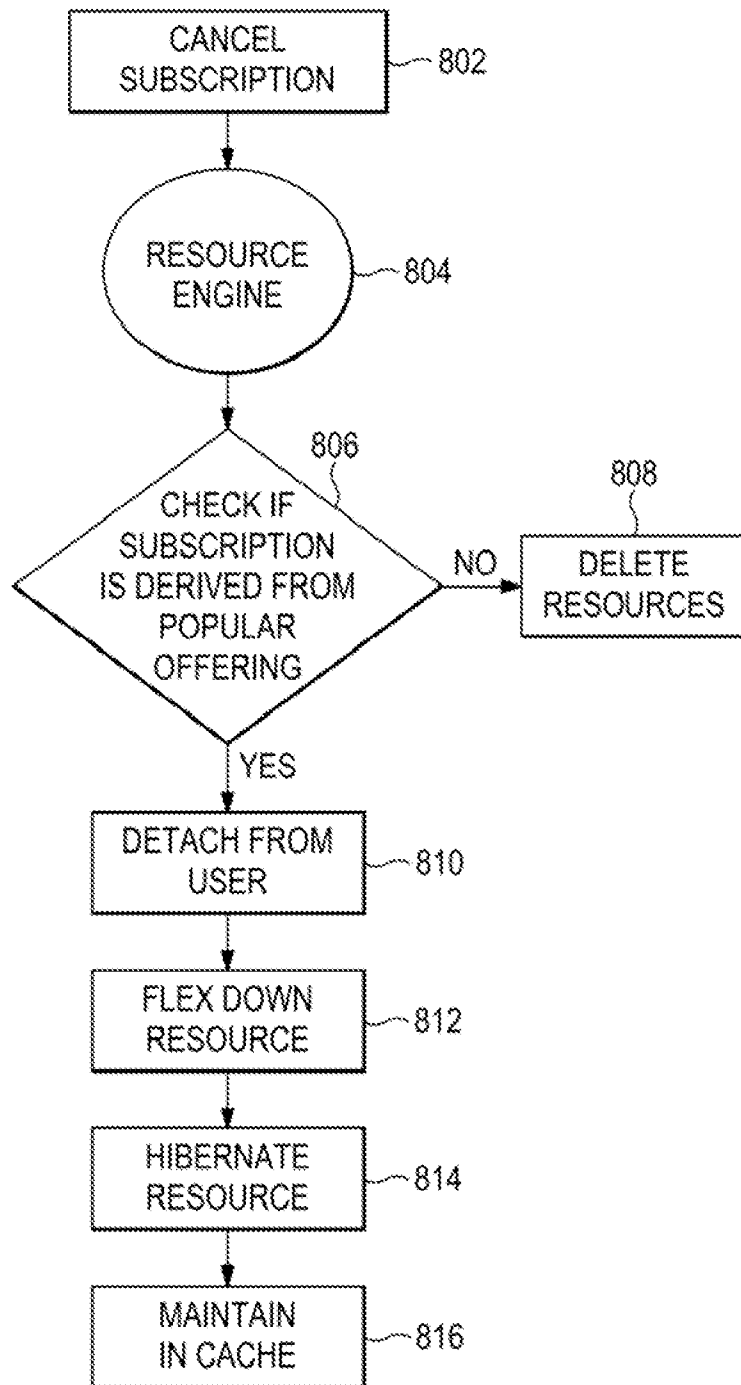 CANCEL
SUBSCRIPTION
802
RESOURCE
ENGINE
804
806
CHECK IF
SUBSCRIPTION
IS DERIVED FROM
POPULAR
OFFERING
NO
808
DELETE
RESOURCES
YES
DETACH FROM
USER
810
FLEX DOWN
RESOURCE
812
HIBERNATE
RESOURCE
814
MAINTAIN
IN CACHE
816